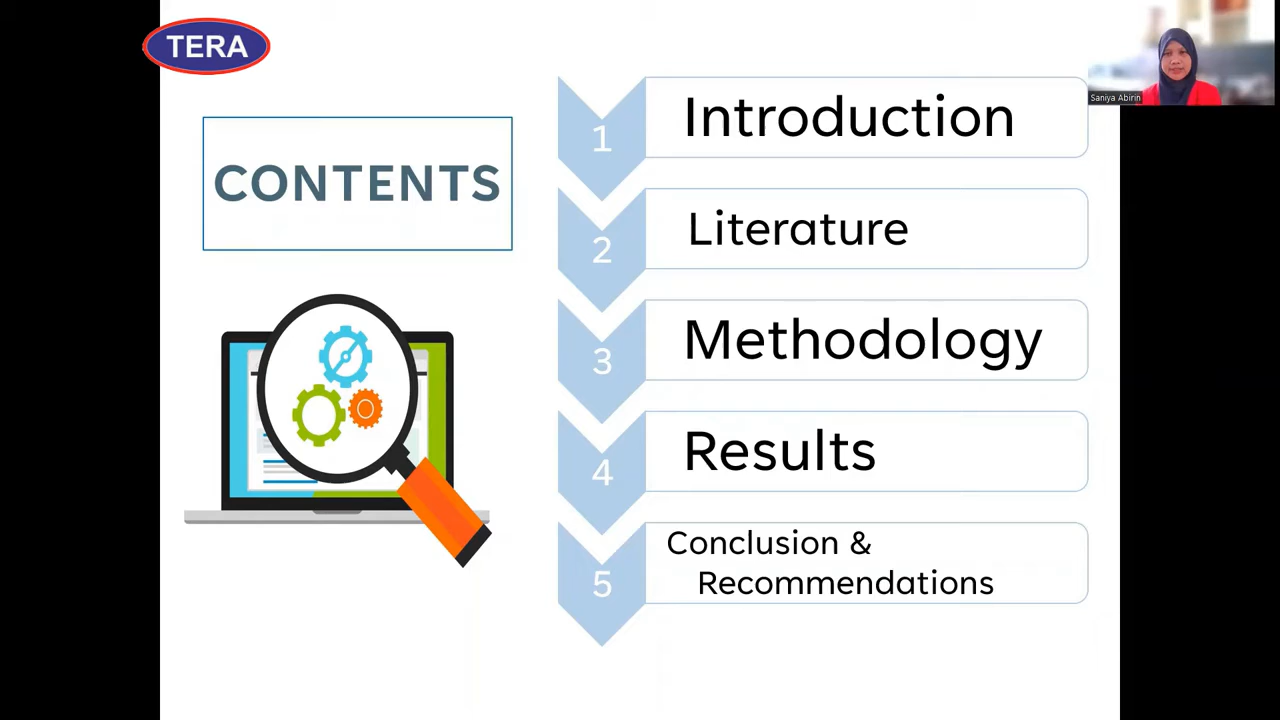 TERA
Saniya Abirin
CONTENTS
1
Introduction
2
Literature
3
Methodology
4
Results
5
Conclusion &
Recommendations